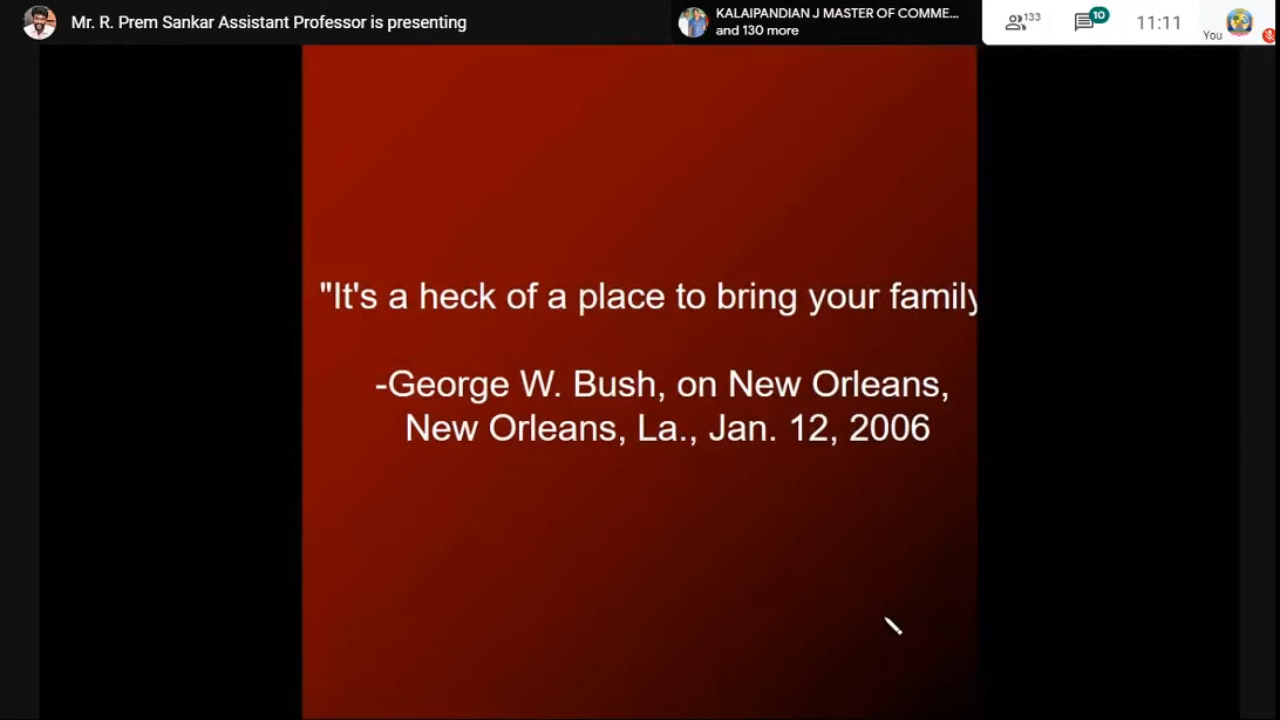 Mr. R. Prem Sankar Assistant Professor is presenting
KALAIPANDIAN J MASTER OF COMME...
and 130 more
133
10
11:11
You
"It's a heck of a place to bring your family
-George W. Bush, on New Orleans,
New Orleans, La., Jan. 12, 2006